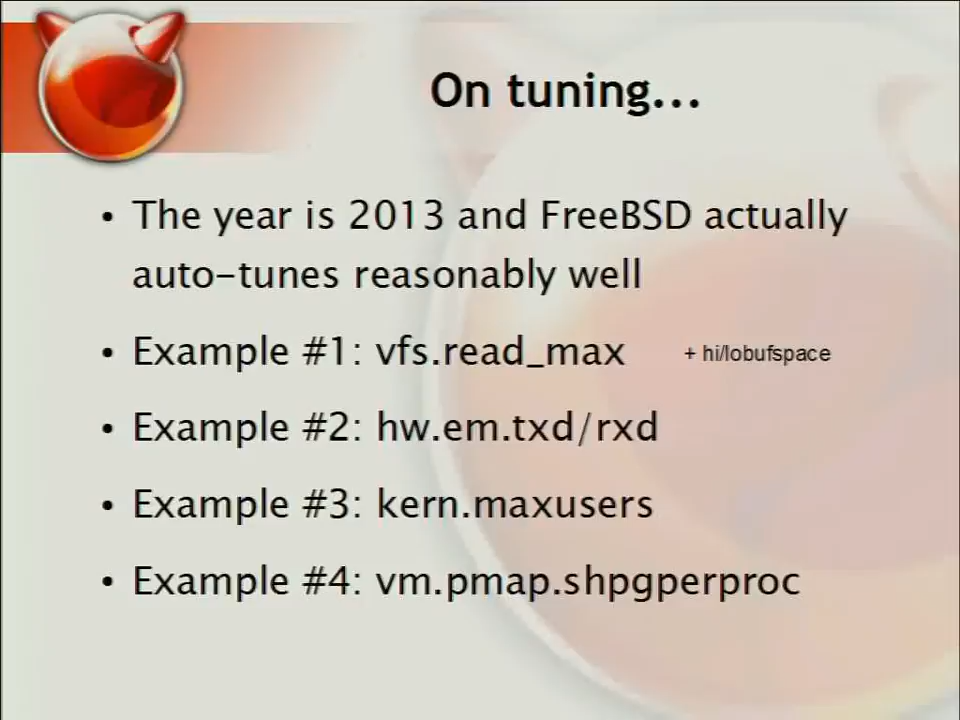 On tuning...
• The year is 2013 and FreeBSD actually
auto-tunes reasonably well
• Example #1: vfs.read_max + hi/lobufspace
• Example #2: hw.em.txd/rxd
• Example #3: kern.maxusers
• Example #4: vm.pmap.shpgperproc